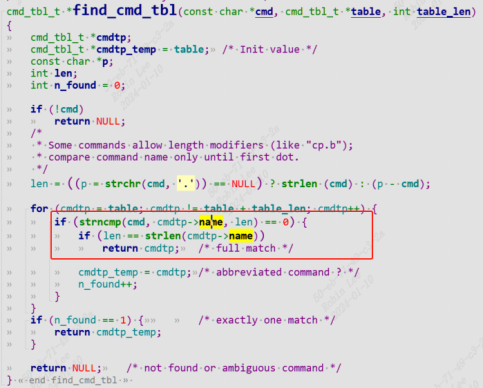 cmd_tbl_t *find_cmd_tbl(const char *cmd, cmd_tbl_t *table, int table_len)
{
» cmd_tbl_t *cmdtp;
» cmd_tbl_t *cmdtp_temp = table;» /* Init value */
» const char *p;
» int len;
» int n_found = 0;
» if (!cmd)
» » return NULL;
» /*
» * Some commands allow length modifiers (like "cp.b");
» * compare command name only until first dot.
» */
» len = ((p = strchr(cmd, '.')) == NULL) ? strlen (cmd) : (p - cmd);
» for (cmdtp = table; cmdtp != table + table_len; cmdtp++) {
» » if (strncmp(cmd, cmdtp->name, len) == 0) {
» » » if (len == strlen(cmdtp->name))
» » » » return cmdtp;» /* full match */
» » » cmdtp_temp = cmdtp;» /* abbreviated command ? */
» » » n_found++;
» » }
» }
» if (n_found == 1) {» » » /* exactly one match */
» » return cmdtp_temp;
» }
» return NULL;» /* not found or ambiguous command */
} « end find_cmd_tbl »